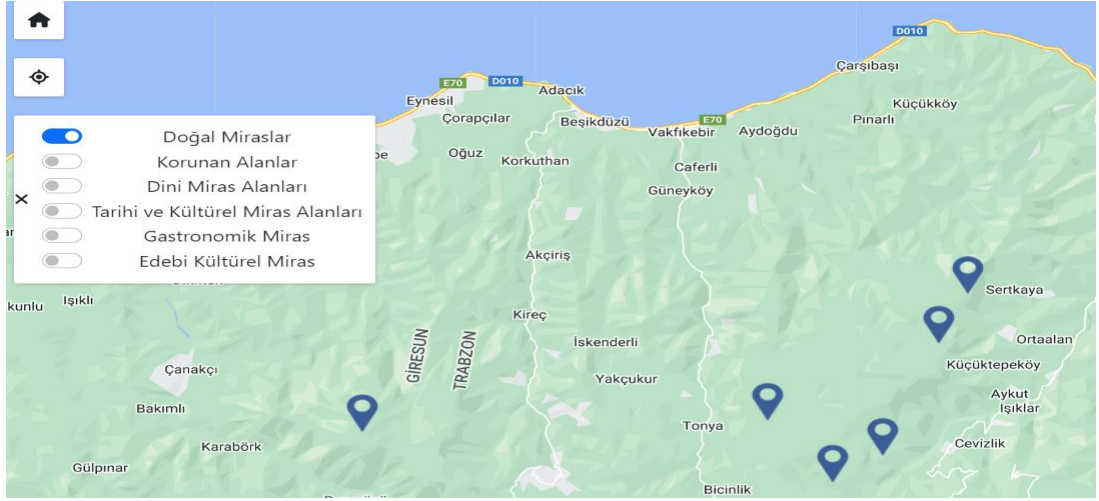 D010
Çarşıbaşı
E70 D010
Adacık
Eynesil
Küçükköy
Çorapçılar
Beşikdüzü
E70
Pınarlı
Vakfıkebir
Aydoğdu
Doğal Miraslar
Korunan Alanlar
Dini Miras Alanları
Tarihi ve Kültürel Miras Alanları
Gastronomik Miras
Edebi Kültürel Miras
Oğuz
Korkuthan
Caferli
Güneyköy
Akçiriş
Sertkaya
kunlu
Işıklı
Kireç
GİRESUN
TRABZON
İskenderli
Ortaalan
Çanakçı
Yakçukur
Küçüktepeköy
Aykut
Işıklar
Bakımlı
Tonya
Karabörk
Cevizlik
Gülpınar
Bicinlik